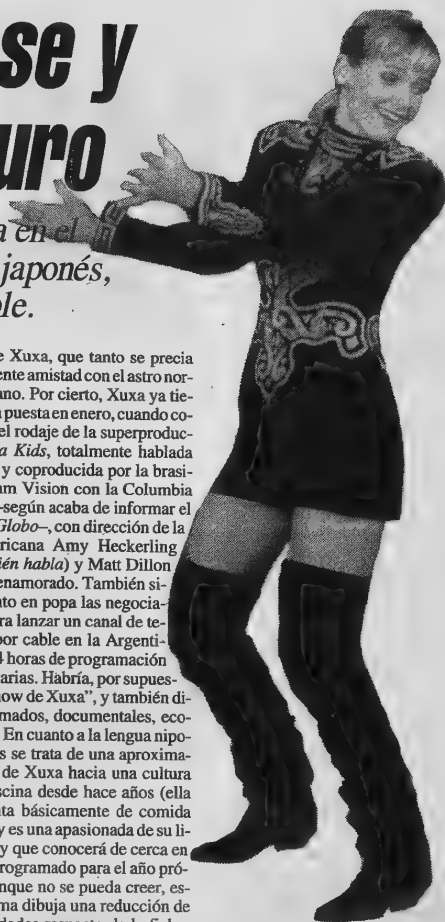 se y
uro
a en el
japonés,
ole.
e Xuxa, que tanto se precia
ente amistad con el astro nor-
ano. Por cierto, Xuxa ya tie-
a puesta en enero, cuando co-
el rodaje de la superproduc-
a Kids, totalmente hablada
y coproducida por la brasi-
am Vision con la Columbia
–según acaba de informar el
Globo–, con dirección de la
ricana Amy Heckerling
ién habla) y Matt Dillon
enamorado. También si-
nto en popa las negocia-
ra lanzar un canal de te-
por cable en la Argenti-
4 horas de programación
arias. Habría, por supues-
how de Xuxa”, y también di-
mados, documentales, eco-
En cuanto a la lengua nipo-
s se trata de una aproxima-
de Xuxa hacia una cultura
scina desde hace años (ella
nta básicamente de comida
y es una apasionada de su li-
y que conocerá de cerca en
rogramado para el año pró-
nque no se pueda creer, es-
ma dibuja una reducción de